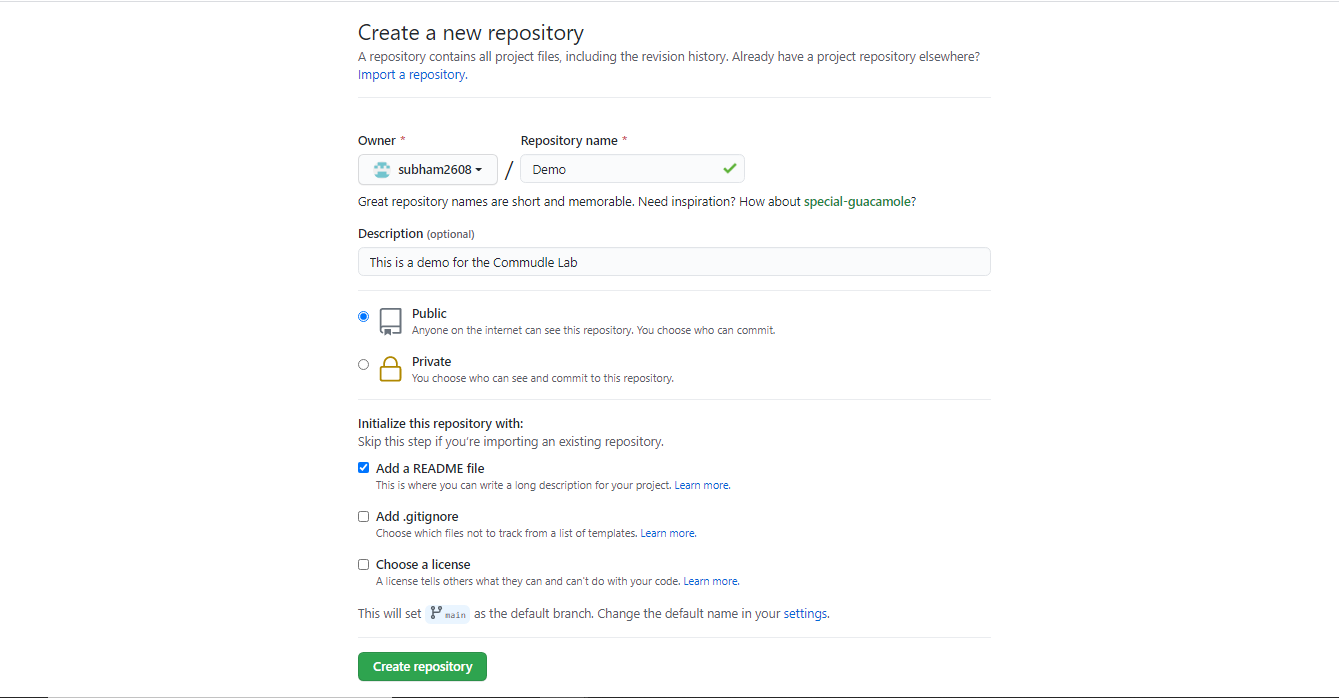 Create a new repository
A repository contains all project files, including the revision history. Already have a project repository elsewhere?
Import a repository.
Owner * Repository name *
subham2608 / Demo
Great repository names are short and memorable. Need inspiration? How about special-guacamole?
Description (optional)
This is a demo for the Commudle Lab
Public
Anyone on the internet can see this repository. You choose who can commit.
Private
You choose who can see and commit to this repository.
Initialize this repository with:
Skip this step if you're importing an existing repository.
Add a README file
This is where you can write a long description for your project. Learn more.
Add .gitignore
Choose which files not to track from a list of templates. Learn more.
Choose a license
A license tells others what they can and can't do with your code. Learn more.
This will set main as the default branch. Change the default name in your settings.
Create repository